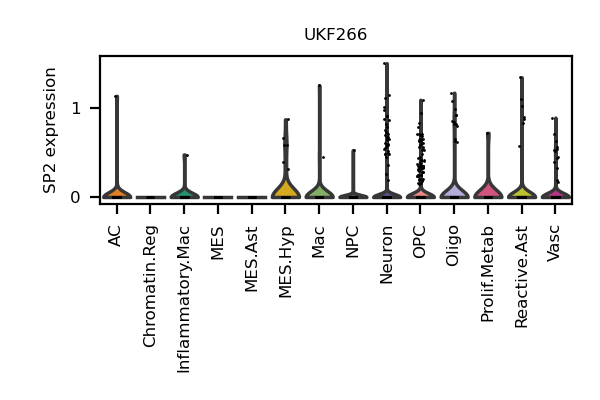 UKF266
SP2 expression
1
0
AC
Chromatin.Reg
Inflammatory.Mac
MES
MES.Ast
MES.Hyp
Mac
NPC
Neuron
OPC
Oligo
Prolif.Metab
Reactive.Ast
Vasc